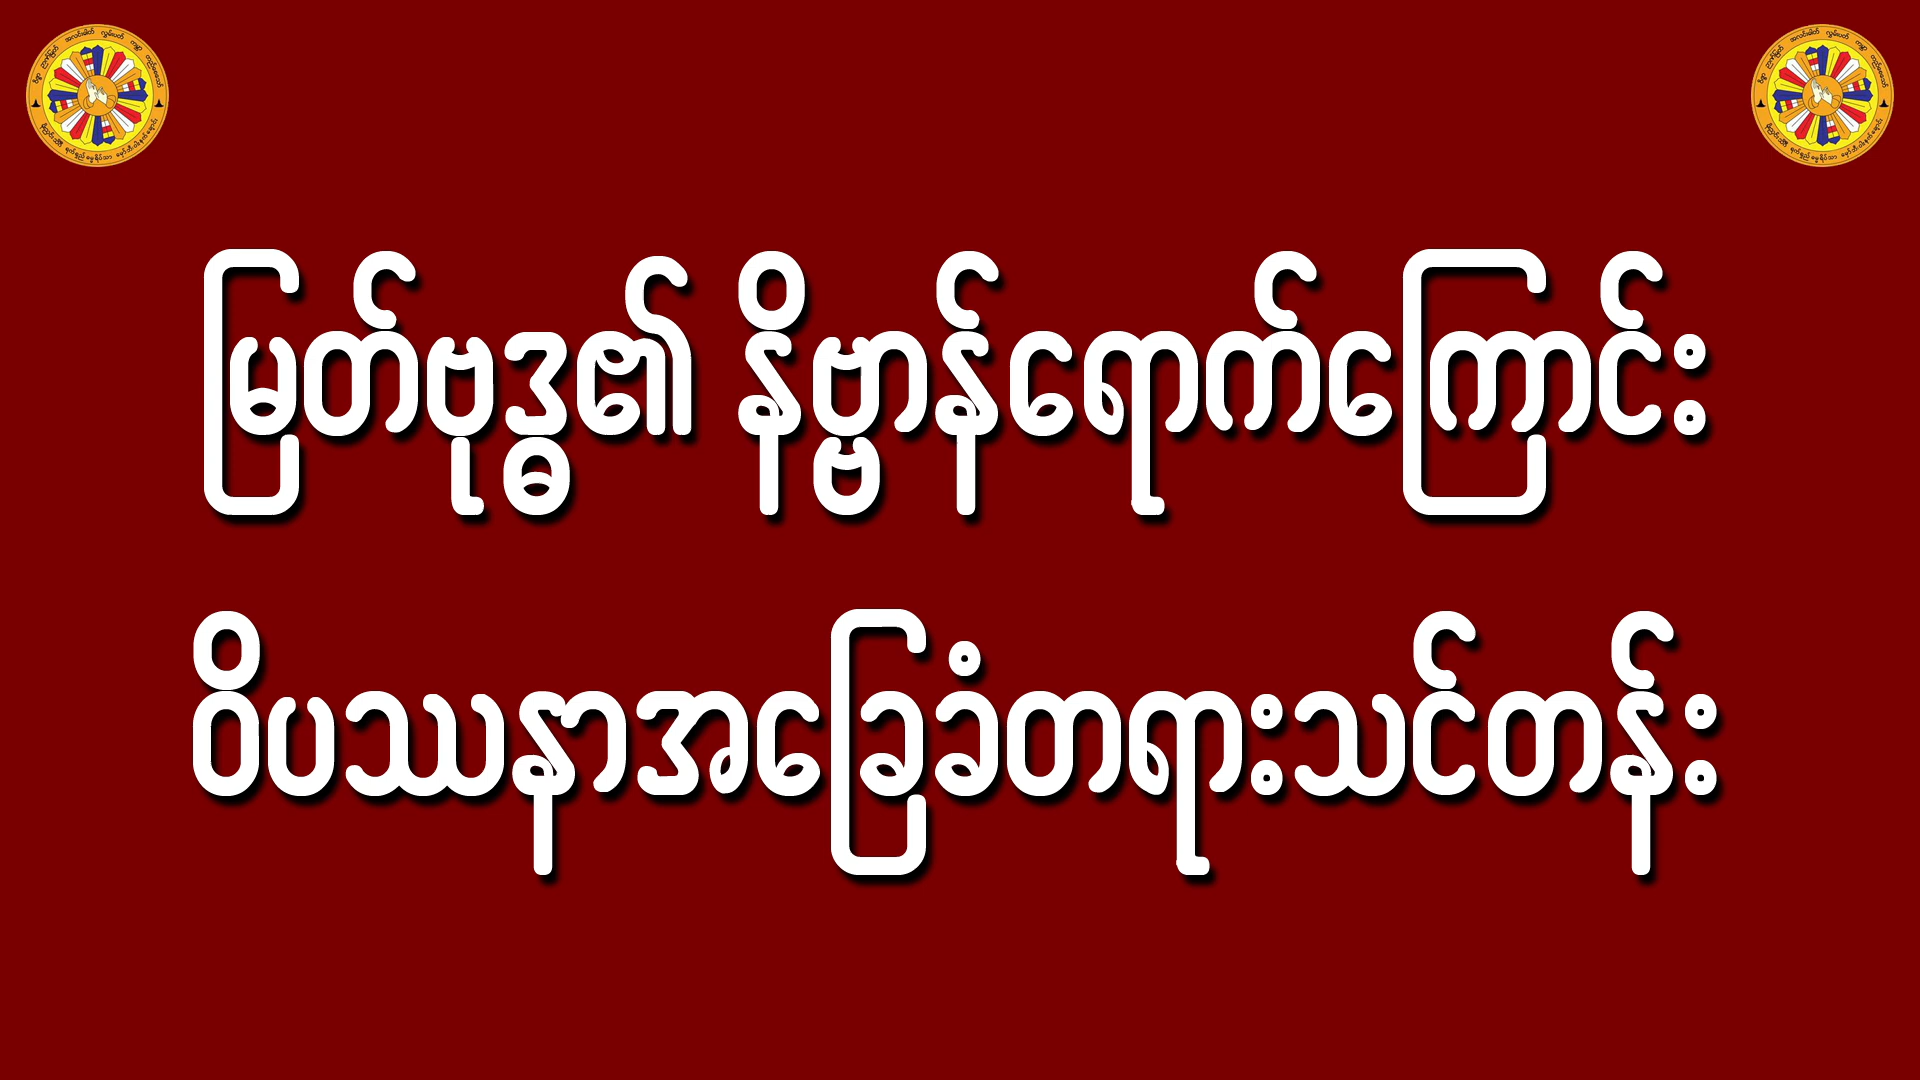 မြတ်ဗုဒ္ဓ၏ နိဗ္ဗာန်ရောက်ကြောင်း
ဝိပဿနာအခြေခံတရားသင်တန်း